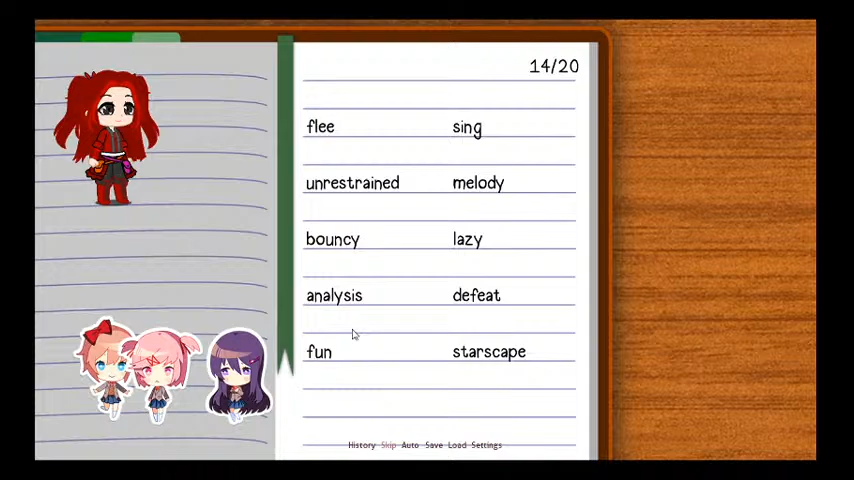 14/20
flee sing
unrestrained melody
bouncy lazy
analysis defeat
fun starscape
History Skip Auto Save Load Settings